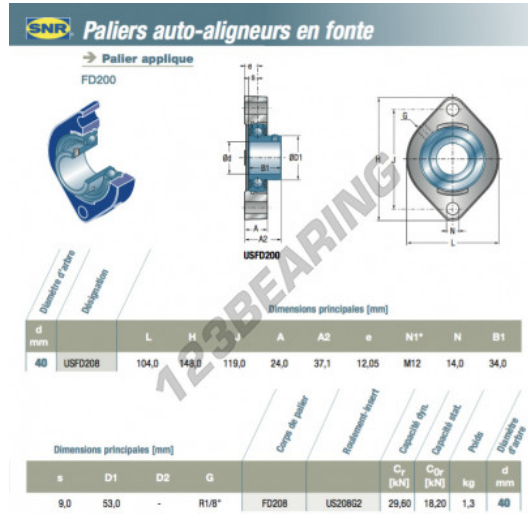 SNR Paliers auto-aligneurs en fonte
→ Palier applique
FD200
e
s
Ød
B1
ØD1
A
A2
USFD200
G
H
J
N
L
123BEARING
Diamètre d'arbre
Désignation
Dimensions principales [mm]
d mm L H J A A2 e N1* N B1
40 USFD208 104,0 148,0 119,0 24,0 37,1 12,05 M12 14,0 34,0
Corps de palier
Roulement-insert
Capacité dyn.
Capacité stat.
Poids
Diamètre d'arbre
Dimensions principales [mm]
s D1 D2 G Cr [kN] C0r [kN] kg d mm
9,0 53,0 - R1/8" FD208 US208G2 29,60 18,20 1,3 40